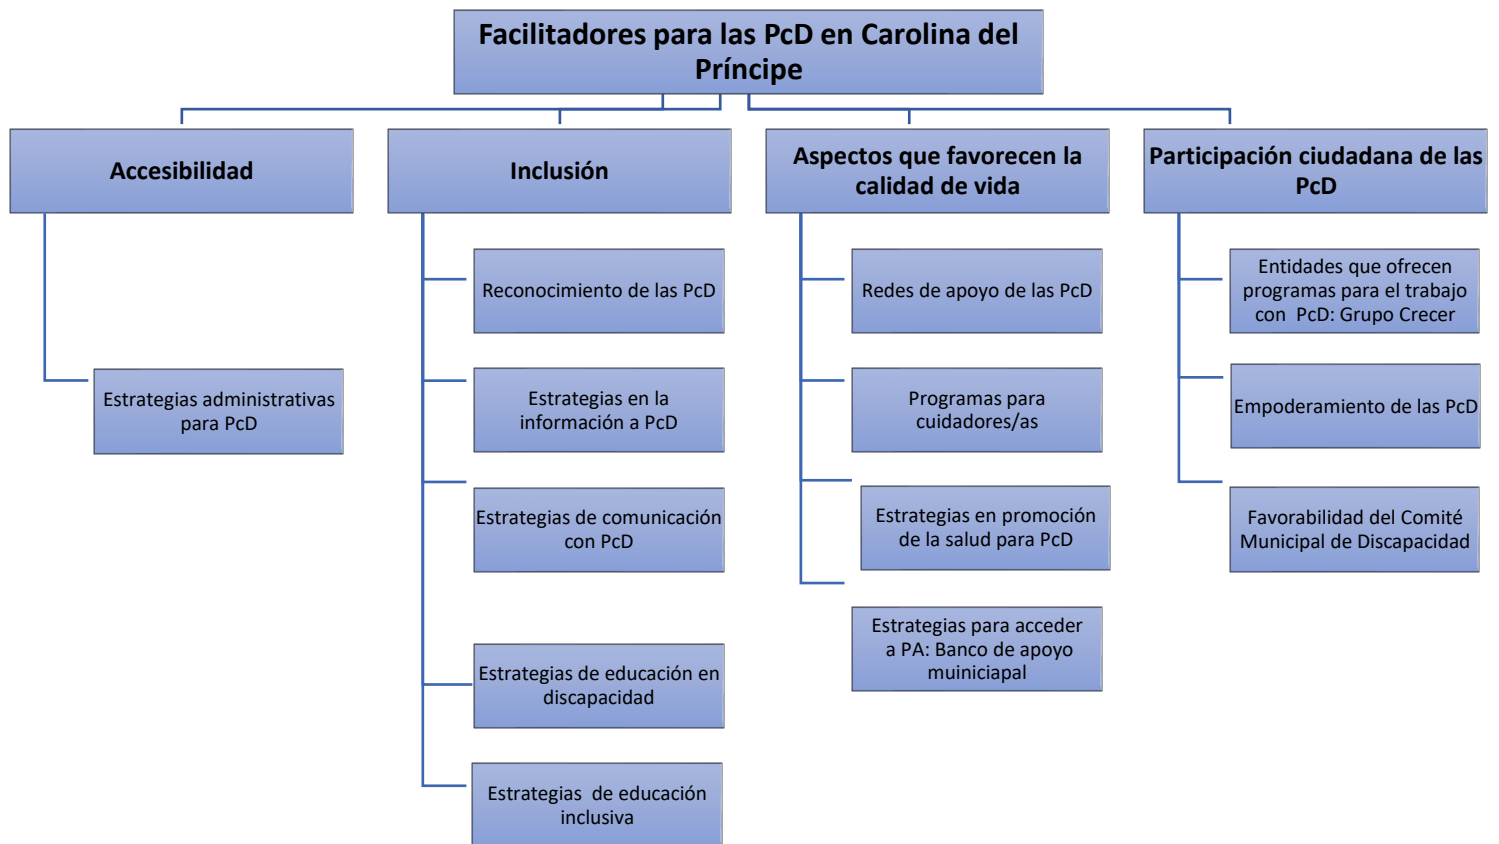 Facilitadores para las PcD en Carolina del
Príncipe
Accesibilidad
Estrategias administrativas
para PcD
Inclusión
Reconocimiento de las PcD
Estrategias en la
información a PcD
Estrategias de comunicación
con PcD
Estrategias de educación en
discapacidad
Estrategias de educación
inclusiva
Aspectos que favorecen la
calidad de vida
Redes de apoyo de las PcD
Programas para
cuidadores/as
Estrategias en promoción
de la salud para PcD
Estrategias para acceder
a PA: Banco de apoyo
muiniciapal
Participación ciudadana de las
PcD
Entidades que ofrecen
programas para el trabajo
con PcD: Grupo Crecer
Empoderamiento de las PcD
Favorabilidad del Comité
Municipal de Discapacidad